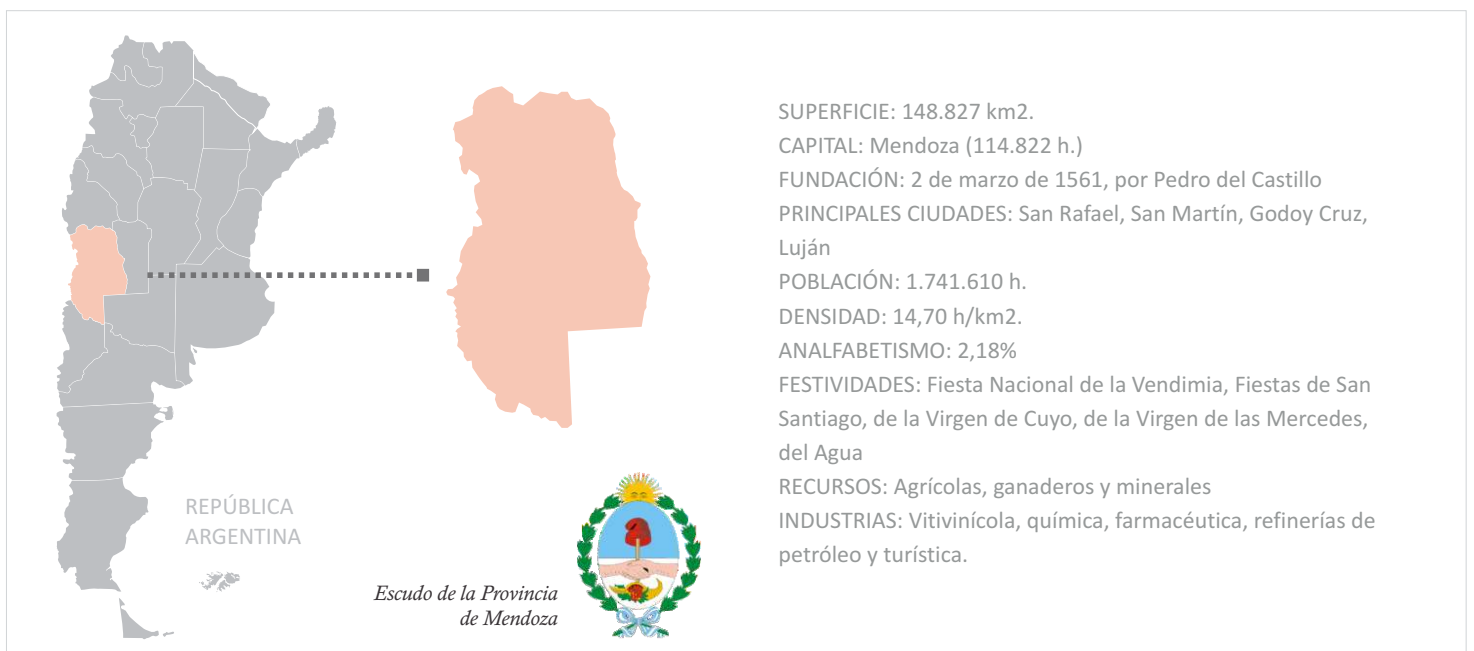 SUPERFICIE: 148.827 km2.
CAPITAL: Mendoza (114.822 h.)
FUNDACIÓN: 2 de marzo de 1561, por Pedro del Castillo
PRINCIPALES CIUDADES: San Rafael, San Martín, Godoy Cruz,
Luján
POBLACIÓN: 1.741.610 h.
DENSIDAD: 14,70 h/km2.
ANALFABETISMO: 2,18%
FESTIVIDADES: Fiesta Nacional de la Vendimia, Fiestas de San
Santiago, de la Virgen de Cuyo, de la Virgen de las Mercedes,
del Agua
RECURSOS: Agrícolas, ganaderos y minerales
INDUSTRIAS: Vitivinícola, química, farmacéutica, refinerías de
petróleo y turística.
REPÚBLICA
ARGENTINA
Escudo de la Provincia
de Mendoza